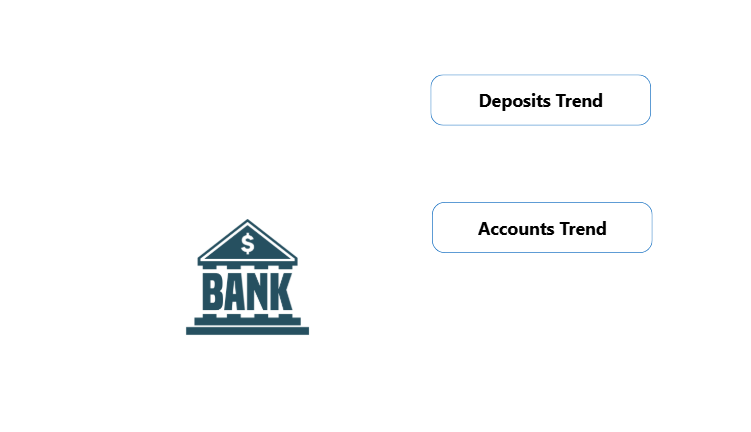 Deposits Trend
Accounts Trend
$
BANK